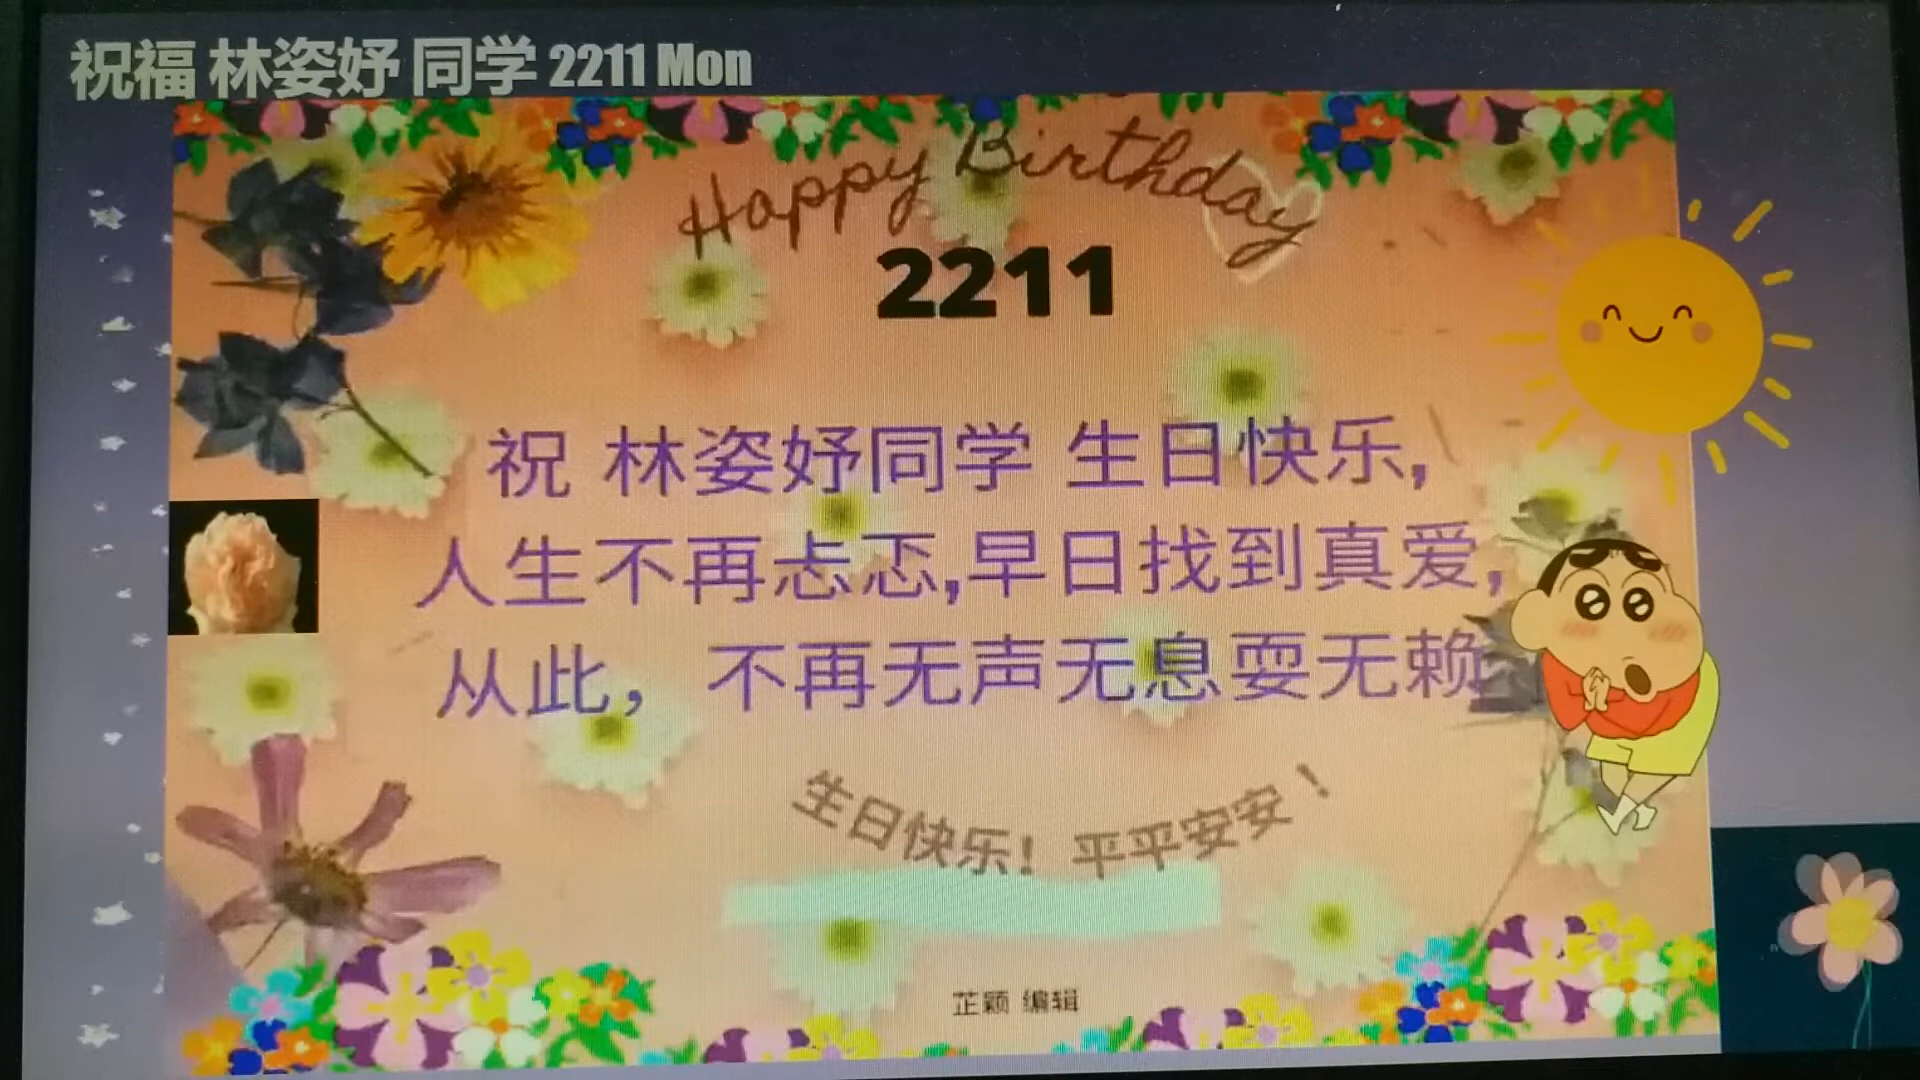 祝福 林姿妤 同学 2211 Mon
Happy Birthday
2211
祝 林姿妤同学 生日快乐,
人生不再忐忑,早日找到真爱,
从此，不再无声无息耍无赖
生日快乐！平平安安！
芷颖 编辑